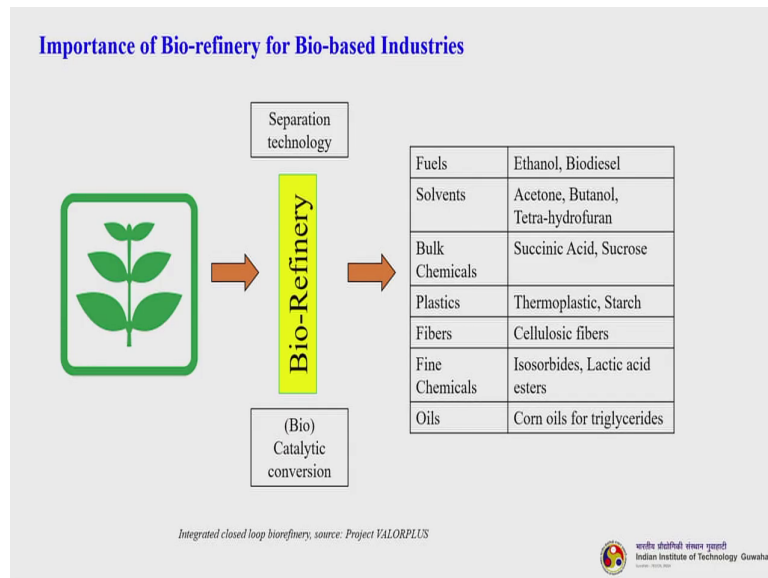 Importance of Bio-refinery for Bio-based Industries
Separation
technology
Bio-Refinery
(Bio)
Catalytic
conversion
Fuels Ethanol, Biodiesel
Solvents Acetone, Butanol,
Tetra-hydrofuran
Bulk Succinic Acid, Sucrose
Chemicals
Plastics Thermoplastic, Starch
Fibers Cellulosic fibers
Fine Isosorbides, Lactic acid
Chemicals esters
Oils Corn oils for triglycerides
Integrated closed loop biorefinery, source: Project VALORPLUS
भारतीय प्रौद्योगिकी संस्थान गुवाहाटी
Indian Institute of Technology Guwaha